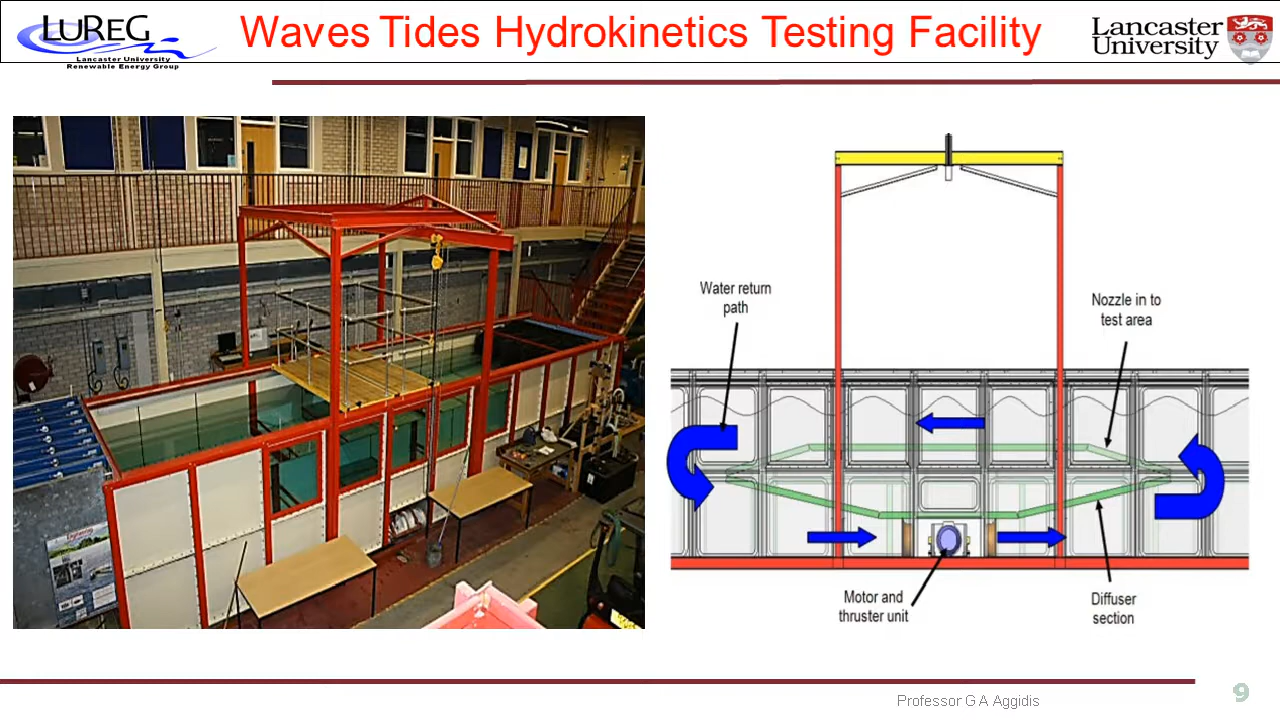 LUREG
Lancaster University
Renewable Energy Group
Waves Tides Hydrokinetics Testing Facility
Lancaster
University
Water return
path
Nozzle in to
test area
Motor and
thruster unit
Diffuser
section
Professor G A Aggidis
9